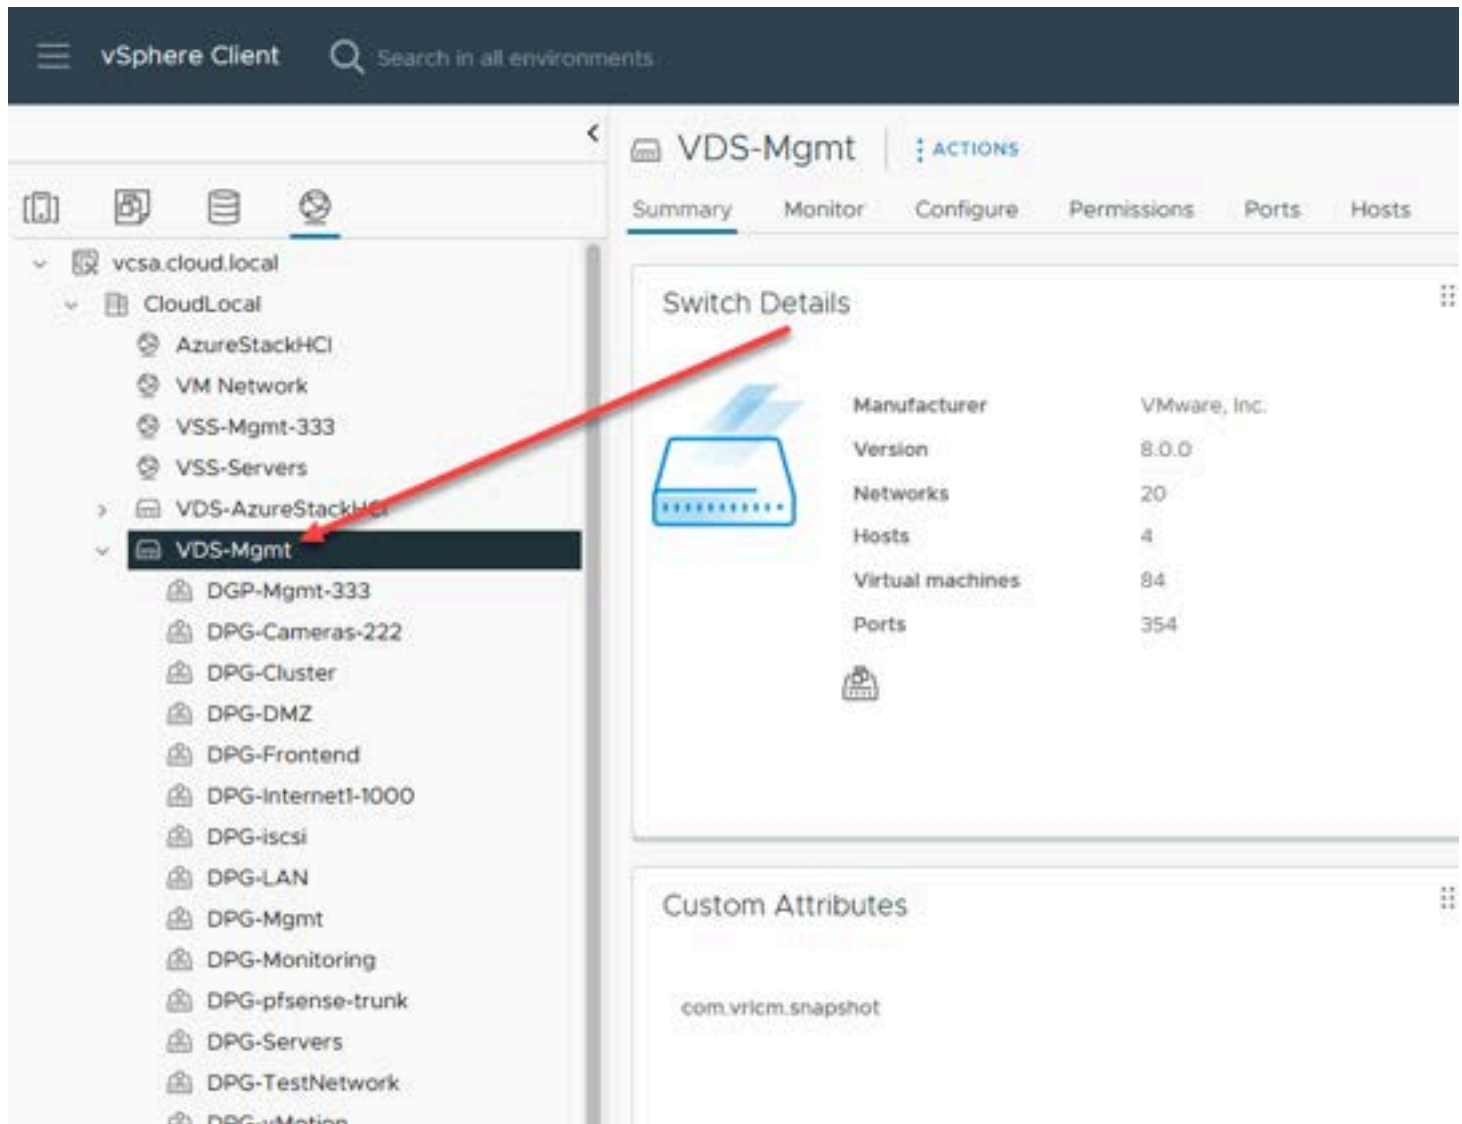 vSphere Client Search in all environments
VDS-Mgmt ACTIONS
Summary Monitor Configure Permissions Ports Hosts
vcsa.cloud.local
CloudLocal
AzureStackHCI
VM Network
VSS-Mgmt-333
VSS-Servers
VDS-AzureStackHCI
VDS-Mgmt
DGP-Mgmt-333
DPG-Cameras-222
DPG-Cluster
DPG-DMZ
DPG-Frontend
DPG-Internet1-1000
DPG-iscsi
DPG-LAN
DPG-Mgmt
DPG-Monitoring
DPG-pfsense-trunk
DPG-Servers
DPG-TestNetwork
DPG-vMotion
Switch Details
Manufacturer VMware, Inc.
Version 8.0.0
Networks 20
Hosts 4
Virtual machines 84
Ports 354
Custom Attributes
com.vrlcm.snapshot